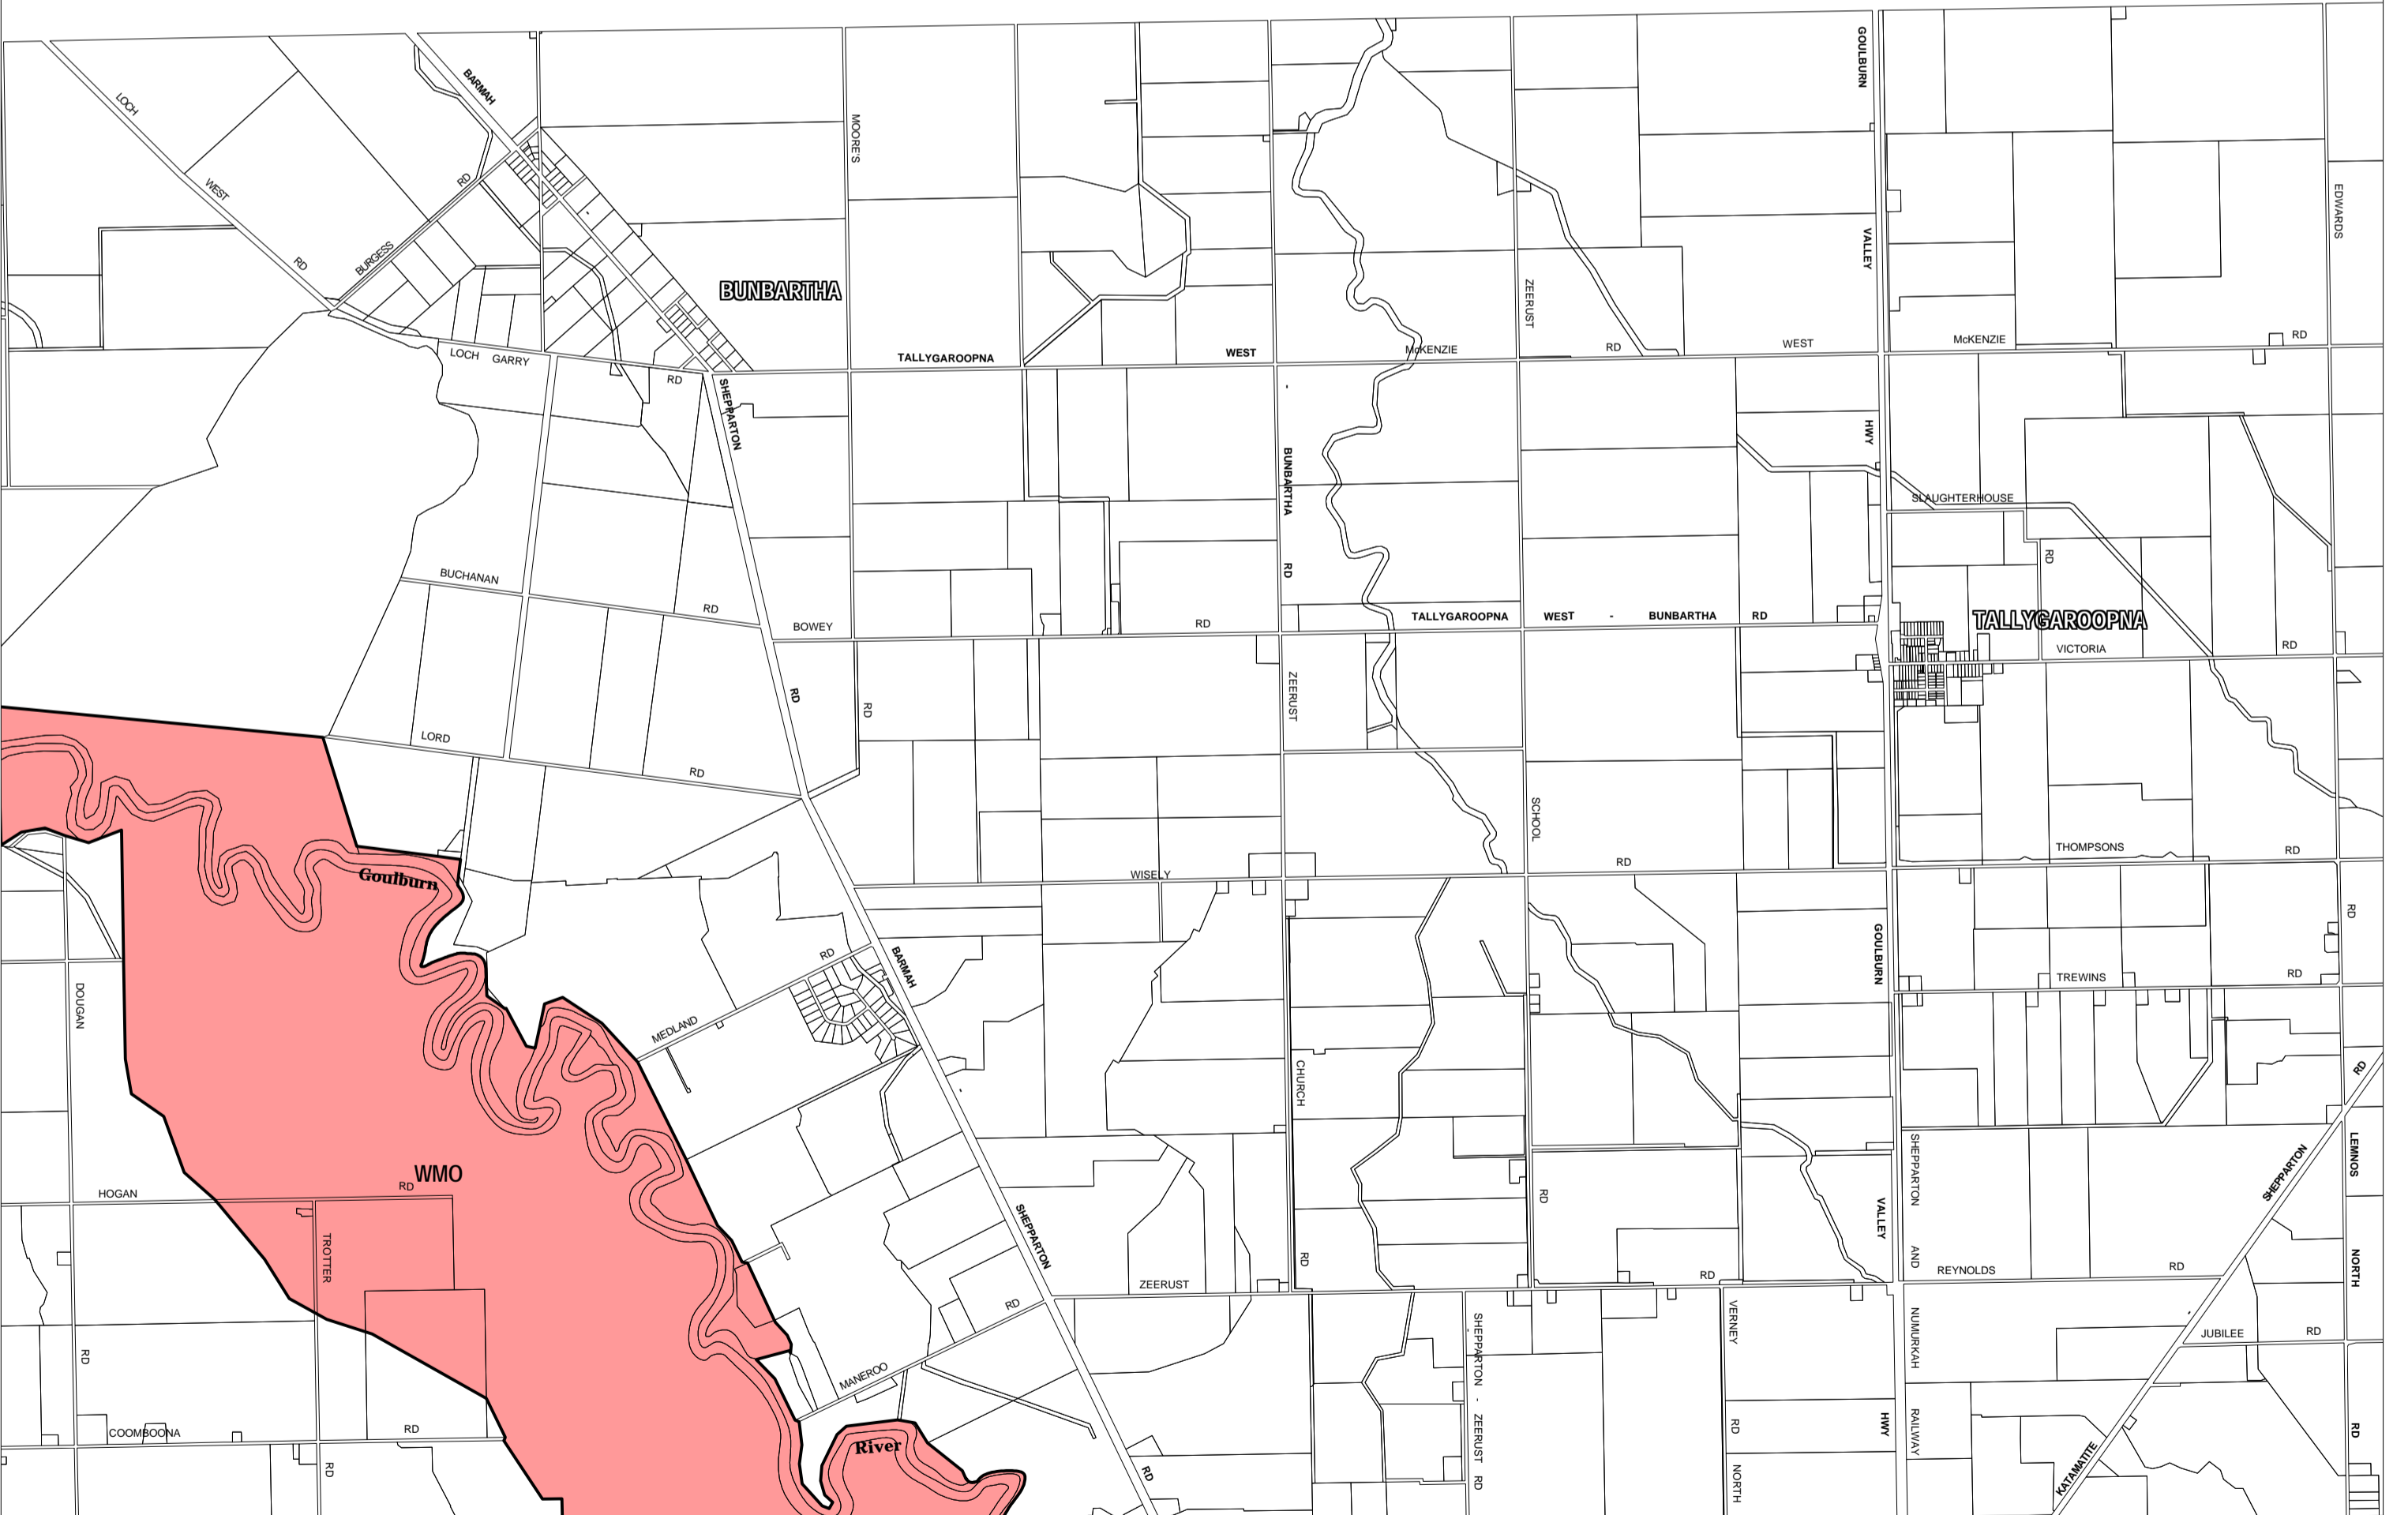 GOULBURN
BARMAH
LOCH
MOORE'S
RD
WEST
EDWARDS
VALLEY
BURGESS
RD
BUNBARTHA
ZEERUST
LOCH GARRY
RD
TALLYGAROOPNA
WEST
McKENZIE
RD
WEST
McKENZIE
RD
SHEPPARTON
-
BUNBARTHA
RD
HWY
SLAUGHTERHOUSE
RD
BUCHANAN
RD
BOWEY
RD
TALLYGAROOPNA
WEST
-
BUNBARTHA
RD
TALLYGAROOPNA
VICTORIA
RD
RD
RD
ZEERUST
LORD
RD
SCHOOL
Goulburn
WISELY
RD
THOMPSONS
RD
RD
BARMAH
RD
GOULBURN
TREWINS
RD
DOUGAN
MEDLAND
CHURCH
-
RD
SHEPPARTON
LEMNOS
SHEPPARTON
WMO
HOGAN
RD
RD
VALLEY
TROTTER
SHEPPARTON
RD
AND
NORTH
ZEERUST
RD
REYNOLDS
RD
RD
SHEPPARTON - ZEERUST RD
VERNEY
NUMURKAH
-
JUBILEE
RD
RD
MANEROO
COOMBOONA
RD
RD
HWY
RAILWAY
RD
River
RD
RD
NORTH
KATAMATITE